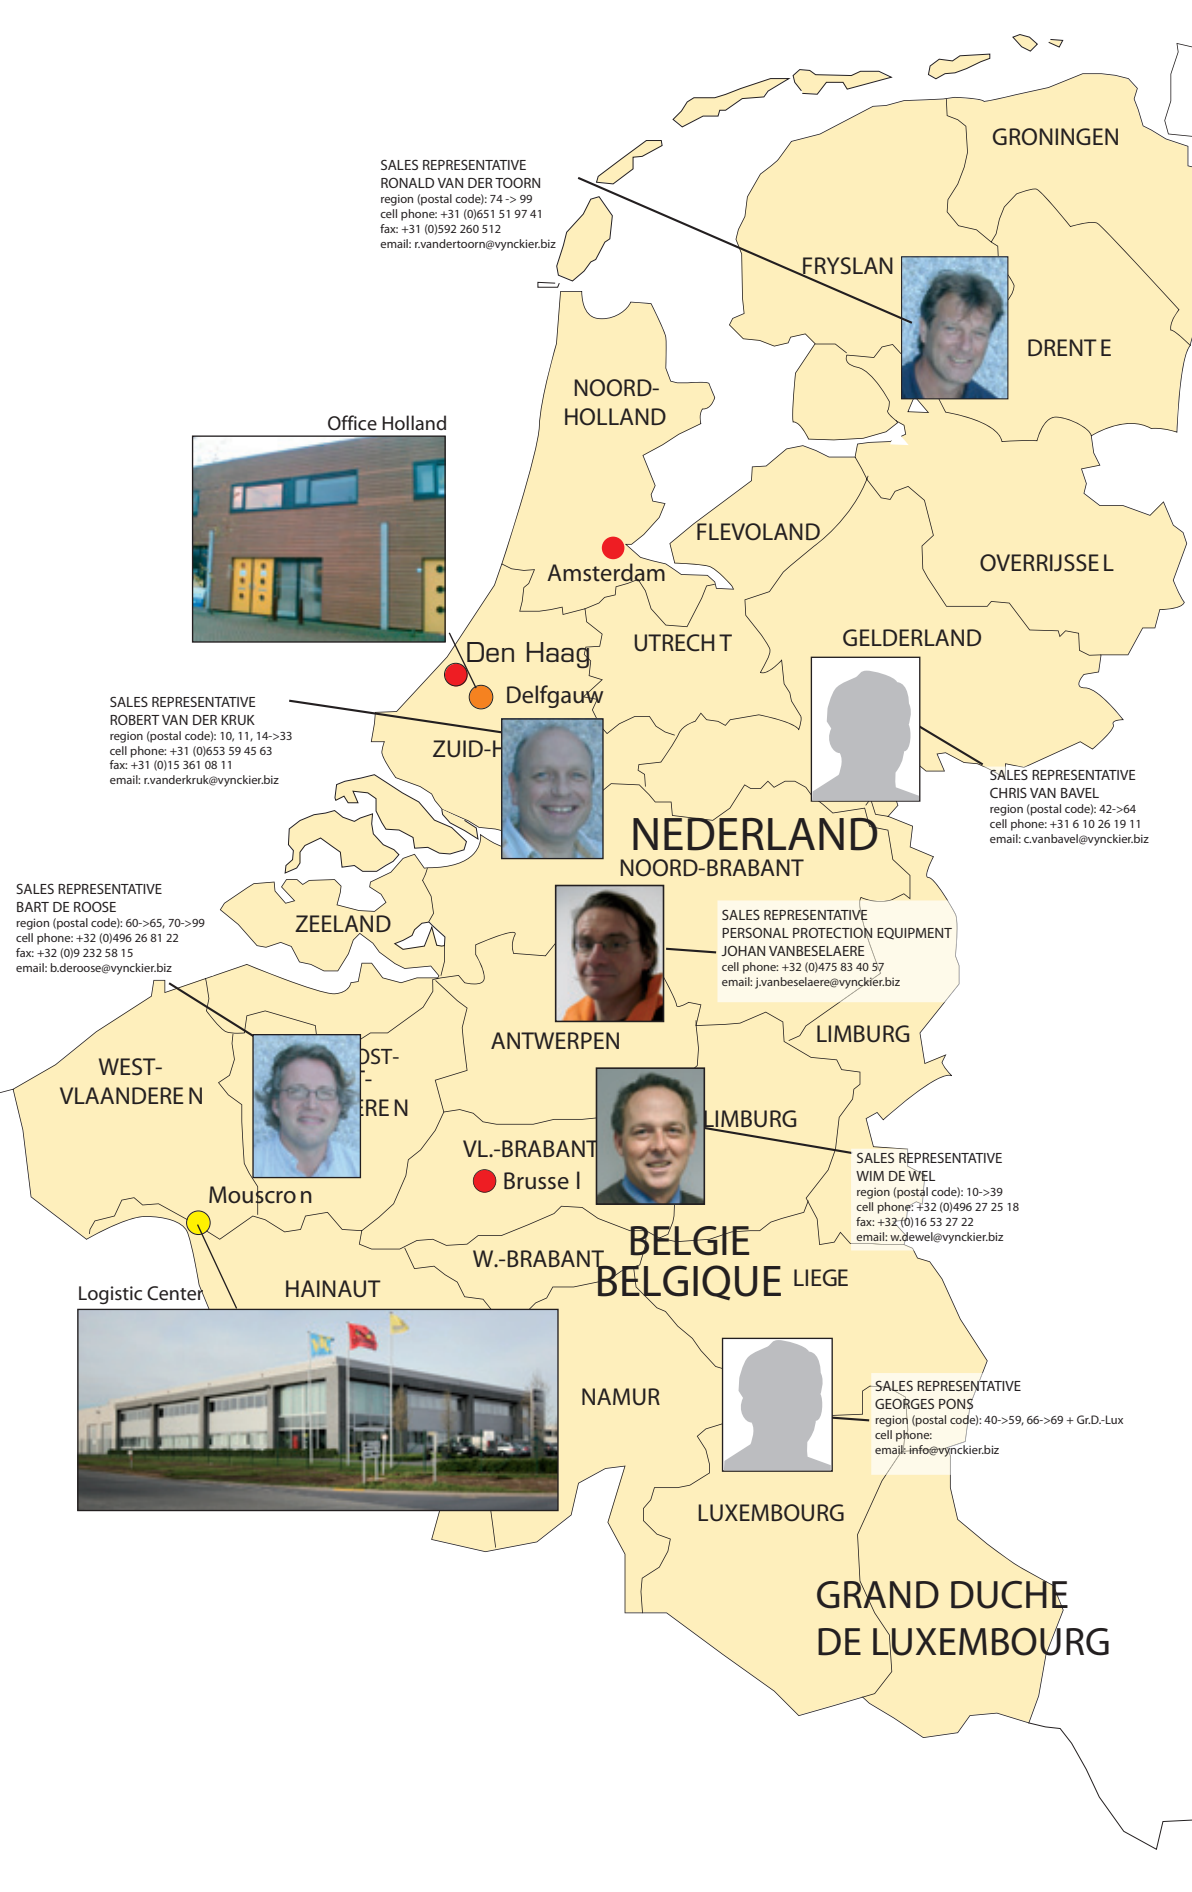 GRONINGEN
SALES REPRESENTATIVE
RONALD VAN DER TOORN
region (postal code): 74 -> 99
cell phone: +31 (0)651 51 97 41
fax: +31 (0)592 260 512
email: r.vandertoorn@vynckier.biz
FRYSLAN
DRENTE
NOORD-
HOLLAND
Office Holland
FLEVOLAND
OVERRIJSSEL
Amsterdam
UTRECHT
GELDERLAND
Den Haag
Delfgauw
SALES REPRESENTATIVE
ROBERT VAN DER KRUK
region (postal code): 10, 11, 14->33
cell phone: +31 (0)653 59 45 63
fax: +31 (0)15 361 08 11
email: r.vanderkruk@vynckier.biz
ZUID-H
SALES REPRESENTATIVE
CHRIS VAN BAVEL
region (postal code): 42->64
cell phone: +31 6 10 26 19 11
email: c.vanbavel@vynckier.biz
NEDERLAND
NOORD-BRABANT
SALES REPRESENTATIVE
BART DE ROOSE
region (postal code): 60->65, 70->99
cell phone: +32 (0)496 26 81 22
fax: +32 (0)9 232 58 15
email: b.deroose@vynckier.biz
ZEELAND
SALES REPRESENTATIVE
PERSONAL PROTECTION EQUIPMENT
JOHAN VANBESELAERE
cell phone: +32 (0)475 83 40 57
email: j.vanbeselaere@vynckier.biz
LIMBURG
ANTWERPEN
WEST-
VLAANDEREN
OST-
T-
EREN
LIMBURG
VL.-BRABANT
Brussel
SALES REPRESENTATIVE
WIM DE WEL
region (postal code): 10->39
cell phone: +32 (0)496 27 25 18
fax: +32 (0)16 53 27 22
email: w.dewel@vynckier.biz
Mouscron
BELGIE
BELGIQUE
W.-BRABANT
LIEGE
HAINAUT
Logistic Center
NAMUR
SALES REPRESENTATIVE
GEORGES PONS
region (postal code): 40->59, 66->69 + Gr.D.-Lux
cell phone:
email: info@vynckier.biz
LUXEMBOURG
GRAND DUCHE
DE LUXEMBOURG